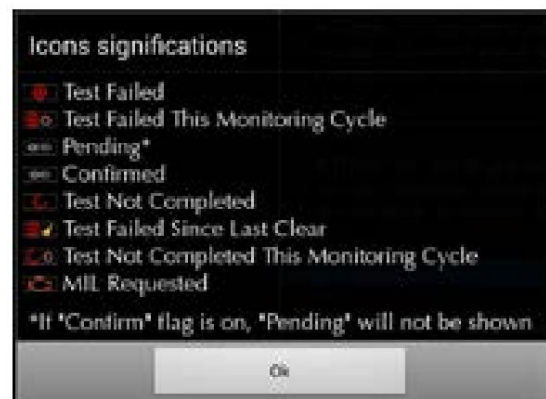 Icons significations
Test Failed
Test Failed This Monitoring Cycle
Pending*
Confirmed
Test Not Completed
Test Failed Since Last Clear
Test Not Completed This Monitoring Cycle
MIL Requested
*If "Confirm" flag is on, "Pending" will not be shown
Ok